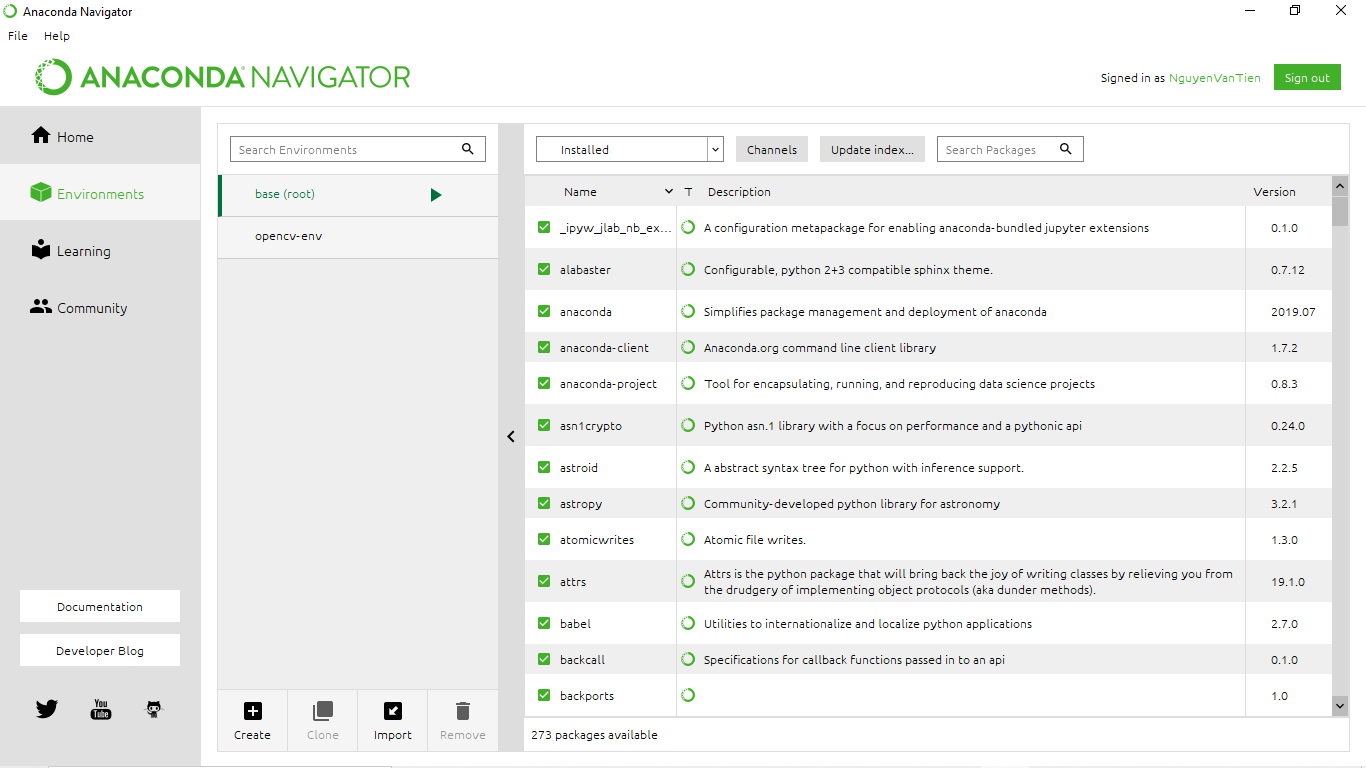 Anaconda Navigator
File Help
ANACONDA NAVIGATOR
Signed in as NguyenVanTien Sign out
Home
Environments
Learning
Community
Documentation
Developer Blog
You
Tube
Search Environments
base (root)
opencv-env
Create Clone Import Remove
Installed Channels Update index... Search Packages
Name T Description Version
_ipyw_jlab_nb_ex... A configuration metapackage for enabling anaconda-bundled jupyter extensions 0.1.0
alabaster Configurable, python 2+3 compatible sphinx theme. 0.7.12
anaconda Simplifies package management and deployment of anaconda 2019.07
anaconda-client Anaconda.org command line client library 1.7.2
anaconda-project Tool for encapsulating, running, and reproducing data science projects 0.8.3
asn1crypto Python asn.1 library with a focus on performance and a pythonic api 0.24.0
astroid A abstract syntax tree for python with inference support. 2.2.5
astropy Community-developed python library for astronomy 3.2.1
atomicwrites Atomic file writes. 1.3.0
attrs Attrs is the python package that will bring back the joy of writing classes by relieving you from 19.1.0
the drudgery of implementing object protocols (aka dunder methods).
babel Utilities to internationalize and localize python applications 2.7.0
backcall Specifications for callback functions passed in to an api 0.1.0
backports 1.0
273 packages available